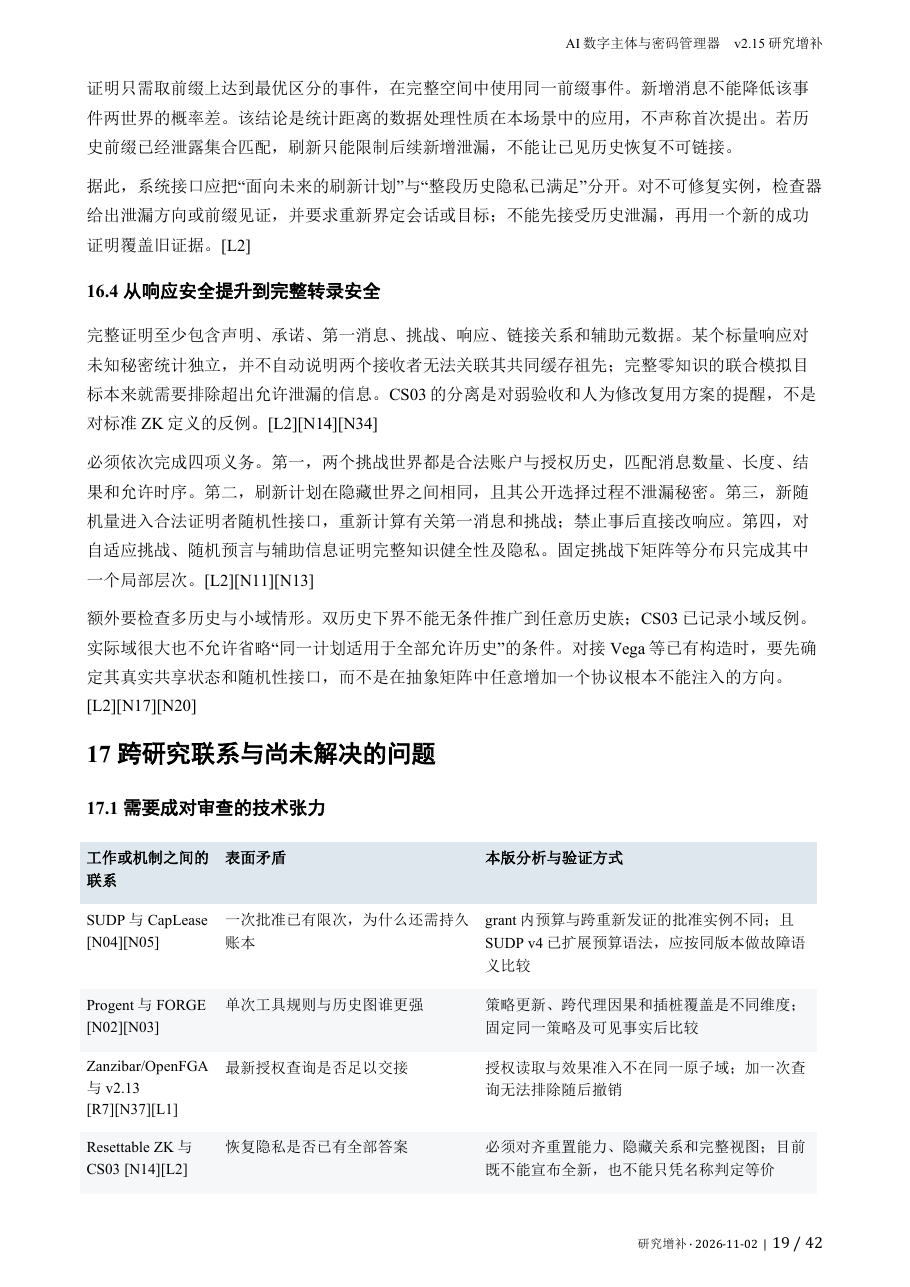 AI 数字主体与密码管理器 v2.15 研究增补
证明只需取前缀上达到最优区分的事件，在完整空间中使用同一前缀事件。新增消息不能降低该事
件两世界的概率差。该结论是统计距离的数据处理性质在本场景中的应用，不声称首次提出。若历
史前缀已经泄露集合匹配，刷新只能限制后续新增泄漏，不能让已见历史恢复不可链接。
据此，系统接口应把“面向未来的刷新计划”与“整段历史隐私已满足”分开。对不可修复实例，检查器
给出泄漏方向或前缀见证，并要求重新界定会话或目标；不能先接受历史泄漏，再用一个新的成功
证明覆盖旧证据。[L2]
16.4 从响应安全提升到完整转录安全
完整证明至少包含声明、承诺、第一消息、挑战、响应、链接关系和辅助元数据。某个标量响应对
未知秘密统计独立，并不自动说明两个接收者无法关联其共同缓存祖先；完整零知识的联合模拟目
标本来就需要排除超出允许泄漏的信息。CS03 的分离是对弱验收和人为修改复用方案的提醒，不是
对标准 ZK 定义的反例。[L2][N14][N34]
必须依次完成四项义务。第一，两个挑战世界都是合法账户与授权历史，匹配消息数量、长度、结
果和允许时序。第二，刷新计划在隐藏世界之间相同，且其公开选择过程不泄漏秘密。第三，新随
机量进入合法证明者随机性接口，重新计算有关第一消息和挑战；禁止事后直接改响应。第四，对
自适应挑战、随机预言与辅助信息证明完整知识健全性及隐私。固定挑战下矩阵等分布只完成其中
一个局部层次。[L2][N11][N13]
额外要检查多历史与小域情形。双历史下界不能无条件推广到任意历史族；CS03 已记录小域反例。
实际域很大也不允许省略“同一计划适用于全部允许历史”的条件。对接 Vega 等已有构造时，要先确
定其真实共享状态和随机性接口，而不是在抽象矩阵中任意增加一个协议根本不能注入的方向。
[L2][N17][N20]
17 跨研究联系与尚未解决的问题
17.1 需要成对审查的技术张力
工作或机制之间的
联系
表面矛盾
本版分析与验证方式
SUDP 与 CapLease
[N04][N05]
一次批准已有限次，为什么还需持久
账本
grant 内预算与跨重新发证的批准实例不同；且
SUDP v4 已扩展预算语法，应按同版本做故障语
义比较
Progent 与 FORGE
[N02][N03]
单次工具规则与历史图谁更强
策略更新、跨代理因果和插桩覆盖是不同维度；
固定同一策略及可见事实后比较
Zanzibar/OpenFGA
与 v2.13
[R7][N37][L1]
最新授权查询是否足以交接
授权读取与效果准入不在同一原子域；加一次查
询无法排除随后撤销
Resettable ZK 与
CS03 [N14][L2]
恢复隐私是否已有全部答案
必须对齐重置能力、隐藏关系和完整视图；目前
既不能宣布全新，也不能只凭名称判定等价
研究增补 · 2026-11-02 | 19 / 42